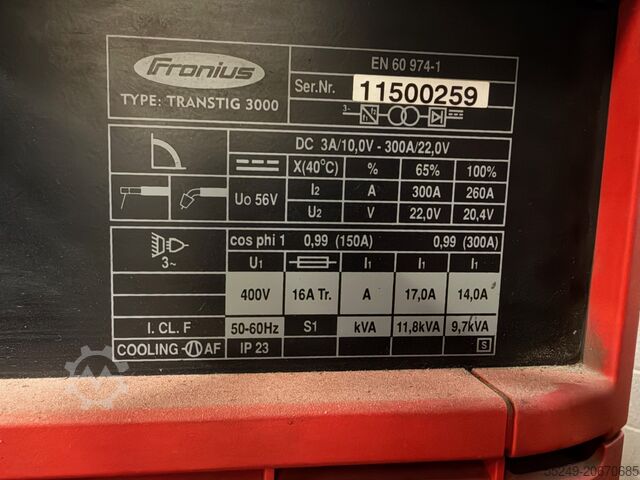 Fronius
TYPE: TRANSTIG 3000
EN 60 974-1
Ser.Nr. 11500259
3~ f1 f2
DC 3A/10,0V - 300A/22,0V
X(40°C) % 65% 100%
Uo 56V I2 A 300A 260A
U2 V 22,0V 20,4V
3~ cos phi 1 0,99 (150A) 0,99 (300A)
U1 I1 I1 I1
400V 16A Tr. A 17,0A 14,0A
I. CL. F 50-60Hz S1 kVA 11,8kVA 9,7kVA
COOLING AF IP 23 S
35249-20670685